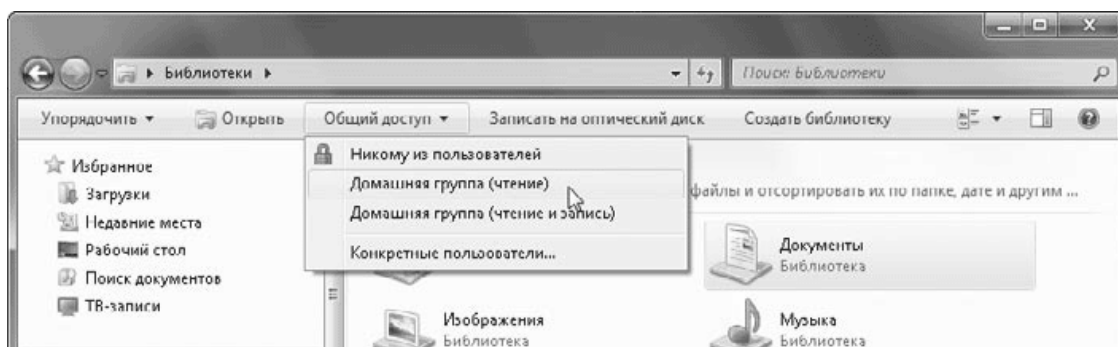 Библиотеки
Поиск: Библиотеки
Упорядочить Открыть Общий доступ Записать на оптический диск Создать библиотеку
Избранное
Загрузки
Недавние места
Рабочий стол
Поиск документов
ТВ-записи
Никому из пользователей
Домашняя группа (чтение)
Домашняя группа (чтение и запись)
Конкретные пользователи...
файлы и отсортировать их по папке, дате и другим ...
Документы
Библиотека
Изображения
Библиотека
Музыка
Библиотека